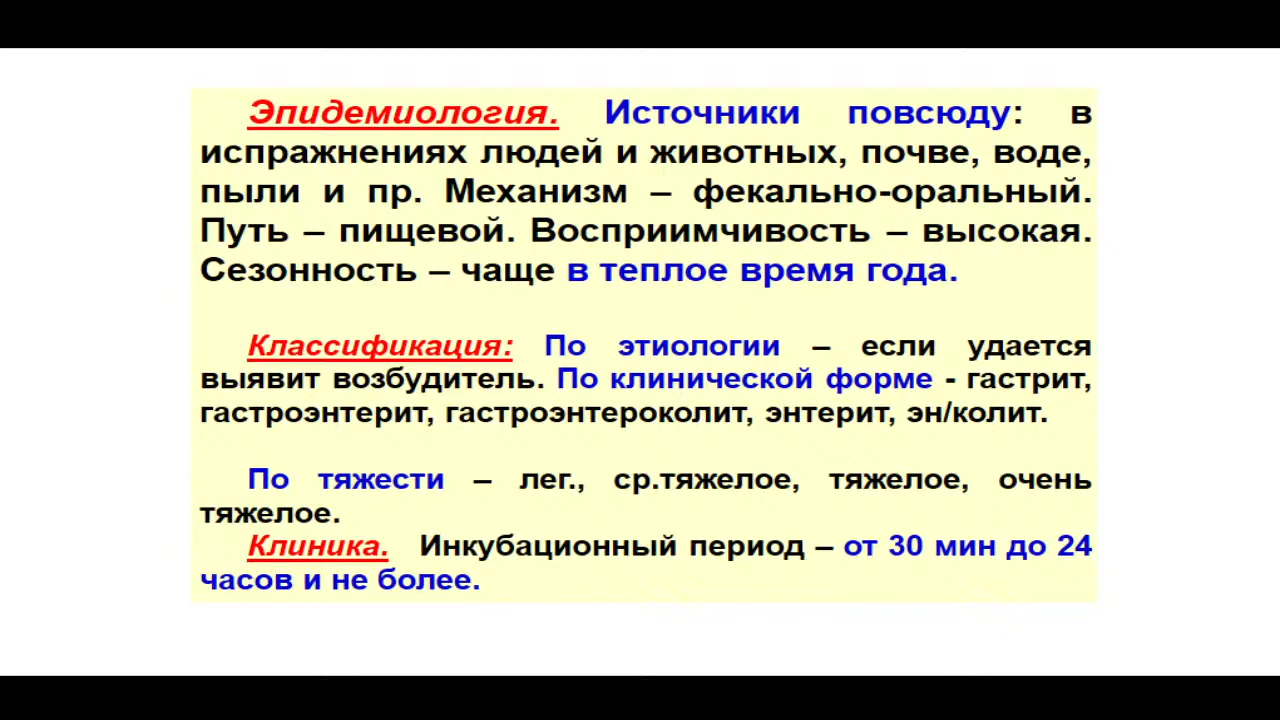 Эпидемиология. Источники повсюду: в
испражнениях людей и животных, почве, воде,
пыли и пр. Механизм – фекально-оральный.
Путь – пищевой. Восприимчивость – высокая.
Сезонность – чаще в теплое время года.
Классификация: По этиологии – если удается
выявит возбудитель. По клинической форме - гастрит,
гастроэнтерит, гастроэнтероколит, энтерит, эн/колит.
По тяжести – лег., ср.тяжелое, тяжелое, очень
тяжелое.
Клиника. Инкубационный период – от 30 мин до 24
часов и не более.